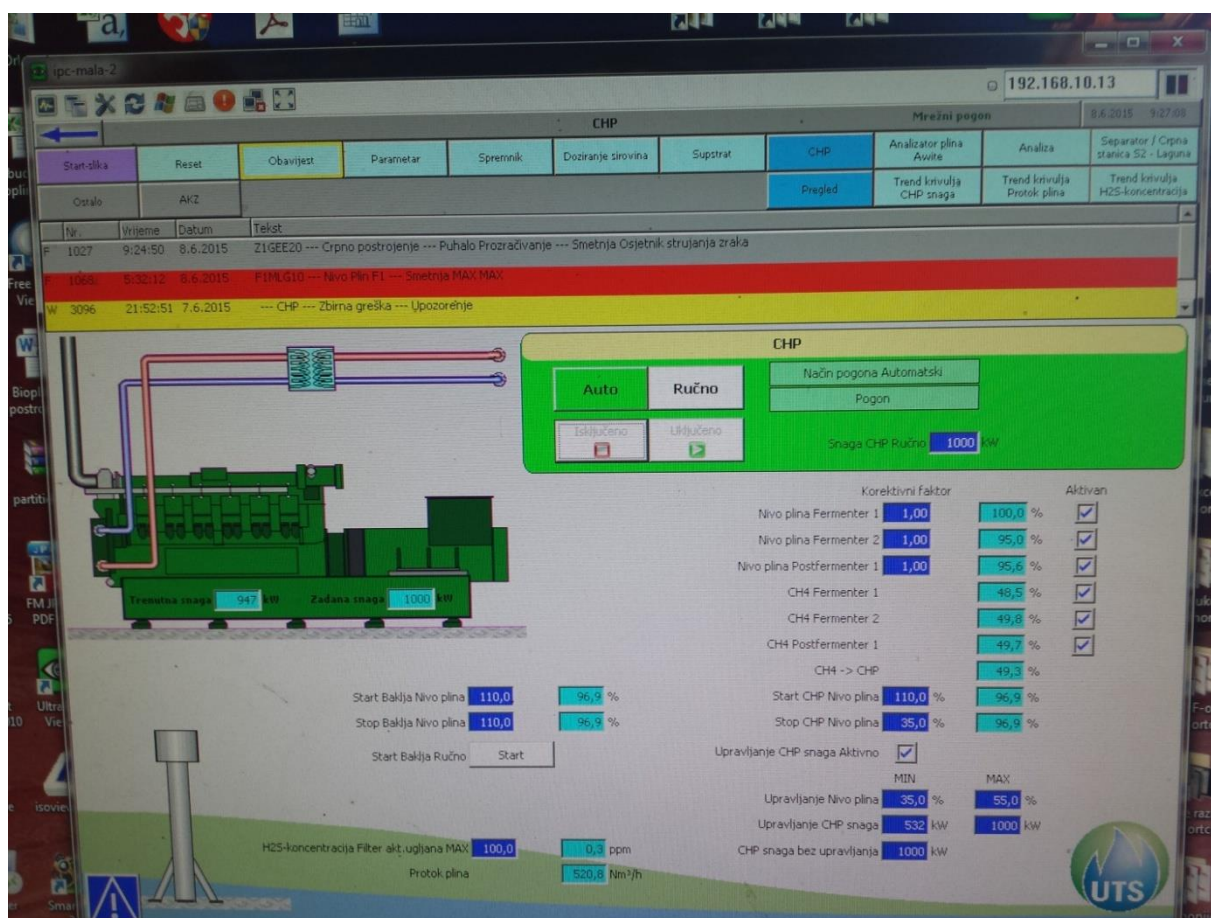 ipc-mala-2
192.168.10.13
CHP
Mrežni pogon
8.6.2015 9:27:08
Start-slika
Reset
Obavijest
Parametar
Spremnik
Doziranje sirovina
Supstrat
CHP
Analizator plina Awite
Analiza
Separator / Crpna stanica S2 - Laguna
Ostalo
AKZ
Pregled
Trend krivulja CHP snaga
Trend krivulja Protok plina
Trend krivulja H2S-koncentracija
Nr. Vrijeme Datum Tekst
F 1027 9:24:50 8.6.2015 Z1GEE20 --- Crpno postrojenje --- Puhalo Prozračivanje --- Smetnja Osjetnik strujanja zraka
F 5:32:12 8.6.2015 F1MLG10 --- Nivo Plin F1 --- Smetnja MAX MAX
W 3096 21:52:51 7.6.2015 --- CHP --- Zbirna greška --- Upozorenje
CHP
Auto
Ručno
Način pogona Automatski
Pogon
Isključeno
Uključeno
Snaga CHP Ručno 1000 kW
Korektivni faktor Aktivan
Nivo plina Fermenter 1 1,00 100,0 %
Nivo plina Fermenter 2 1,00 95,0 %
Nivo plina Postfermenter 1 1,00 95,6 %
CH4 Fermenter 1 48,5 %
CH4 Fermenter 2 49,8 %
CH4 Postfermenter 1 49,7 %
CH4 -> CHP 49,3 %
Trenutna snaga 947 kW Zadana snaga 1000 kW
Start Baklja Nivo plina 110,0 96,9 %
Start CHP Nivo plina 110,0 % 96,9 %
Stop Baklja Nivo plina 110,0 96,9 %
Stop CHP Nivo plina 35,0 % 96,9 %
Start Baklja Ručno Start
Upravljanje CHP snaga Aktivno
MIN MAX
Upravljanje Nivo plina 35,0 % 55,0 %
Upravljanje CHP snaga 532 kW 1000 kW
H2S-koncentracija Filter akt.ugljana MAX 100,0 0,3 ppm
CHP snaga bez upravljanja 1000 kW
Protok plina 520,8 Nm³/h
UTS